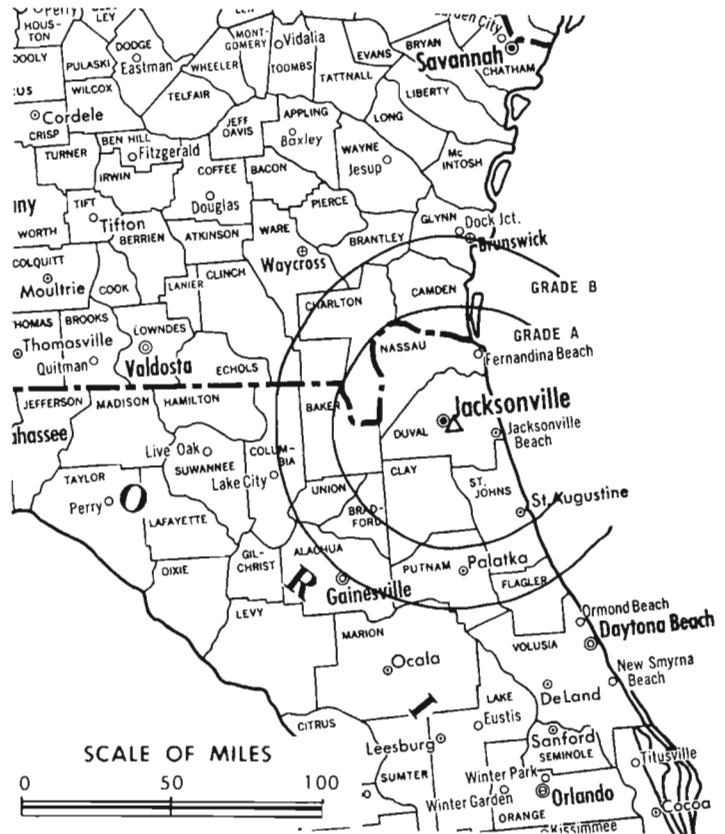 Operly
HOUS-
TON
LEY
DODGE
Eastman
MONT-
GOMERY
Vidalia
EVANS
BRYAN
Garden City
Savannah
CHATHAM
DOOLY
PULASKI
WHEELER
TOOMBS
TATTNALL
LIBERTY
WILCOX
TELFAIR
Cordele
CRISP
BEN HILL
Fitzgerald
JEFF
DAVIS
APPLING
Baxley
LONG
WAYNE
Jesup
Mc
INTOSH
TURNER
IRWIN
COFFEE
BACON
Douglas
PIERCE
TIFT
Tifton
WORTH
BERRIEN
ATKINSON
WARE
BRANTLEY
GLYNN
Dock Jct.
Brunswick
COLQUITT
Moultrie
COOK
LANIER
CLINCH
Waycross
CHARLTON
CAMDEN
GRADE B
HOMAS
BROOKS
Thomasville
Quitman
LOWNDES
Valdosta
ECHOLS
NASSAU
GRADE A
Fernandina Beach
JEFFERSON
MADISON
HAMILTON
BAKER
ahassee
Jacksonville
DUVAL
Jacksonville
Beach
Live Oak
SUWANNEE
COLUM-
BIA
Lake City
TAYLOR
Perry
O
LAFAYETTE
UNION
BRAD-
FORD
CLAY
ST.
JOHNS
St. Augustine
DIXIE
GIL-
CHRIST
ALACHUA
R
Gainesville
PUTNAM
Palatka
FLAGLER
LEVY
MARION
Ocala
Ormond Beach
Daytona Beach
VOLUSIA
New Smyrna
Beach
DeLand
I
LAKE
Eustis
CITRUS
Leesburg
Sanford
SEMINOLE
Titusville
SUMTER
Winter Park
Winter Garden
Orlando
ORANGE
Cocoa
Kissimmee
SCALE OF MILES
0 50 100